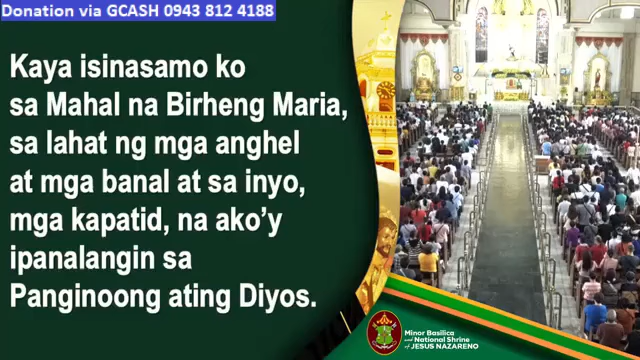 Donation via GCASH 0943 812 4188
Kaya isinasamo ko
sa Mahal na Birheng Maria,
sa lahat ng mga anghel
at mga banal at sa inyo,
mga kapatid, na ako’y
ipanalangin sa
Panginoong ating Diyos.
Minor Basilica
and National Shrine
of JESUS NAZARENO